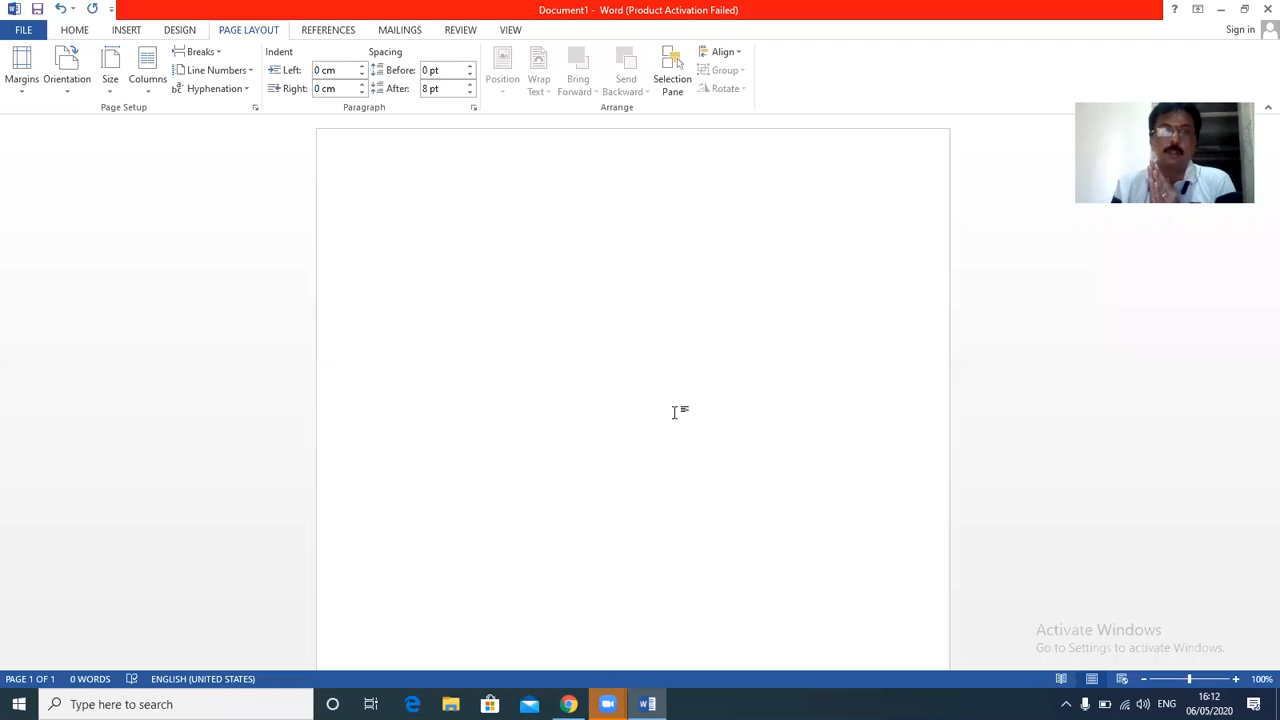 Document1 - Word (Product Activation Failed)
Sign in
FILE HOME INSERT DESIGN PAGE LAYOUT REFERENCES MAILINGS REVIEW VIEW
Margins
Orientation
Size
Columns
Breaks
Line Numbers
Hyphenation
Page Setup
Indent
Left: 0 cm
Right: 0 cm
Spacing
Before: 0 pt
After: 8 pt
Paragraph
Position
Wrap
Text
Bring
Forward
Send
Backward
Selection
Pane
Align
Group
Rotate
Arrange
Activate Windows
Go to Settings to activate Windows.
PAGE 1 OF 1 0 WORDS ENGLISH (UNITED STATES) 100%
Type here to search
ENG
16:12
06/05/2020